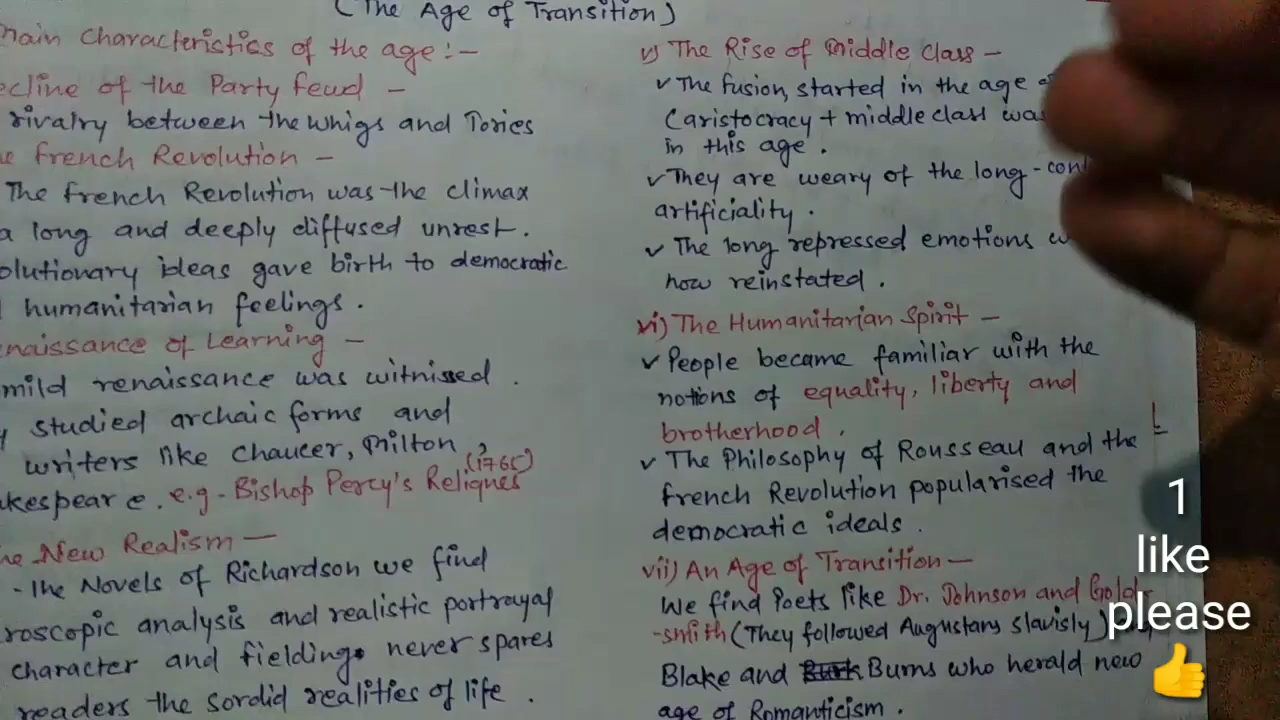 (The Age of Transition)
main characteristics of the age:-
ecline of the Party feud -
rivalry between the whigs and Tories
e French Revolution -
The French Revolution was the climax
a long and deeply diffused unrest.
olutionary ideas gave birth to democratic
humanitarian feelings.
naissance of Learning -
mild renaissance was witnissed.
y studied archaic forms and
writers like Chaucer, Milton,
akespeare. e.g - Bishop Percy's Reliques (1765)
he New Realism -
- The Novels of Richardson we find
roscopic analysis and realistic portrayal
character and fielding never spares
readers the sordid realities of life.
v) The Rise of Middle Class -
✓ The fusion, started in the age
(aristocracy + middle class was
in this age.
✓ They are weary of the long-cont
artificiality.
✓ The long repressed emotions
now reinstated.
vi) The Humanitarian Spirit -
✓ People became familiar with the
notions of equality, liberty and
brotherhood.
✓ The Philosophy of Rousseau and the
French Revolution popularised the
democratic ideals.
vii) An Age of Transition -
We find Poets like Dr. Johnson and Gold-
-smith (They followed Augustans slavisly)
Blake and Burns who herald new
age of Romanticism.
1
like
please
👍